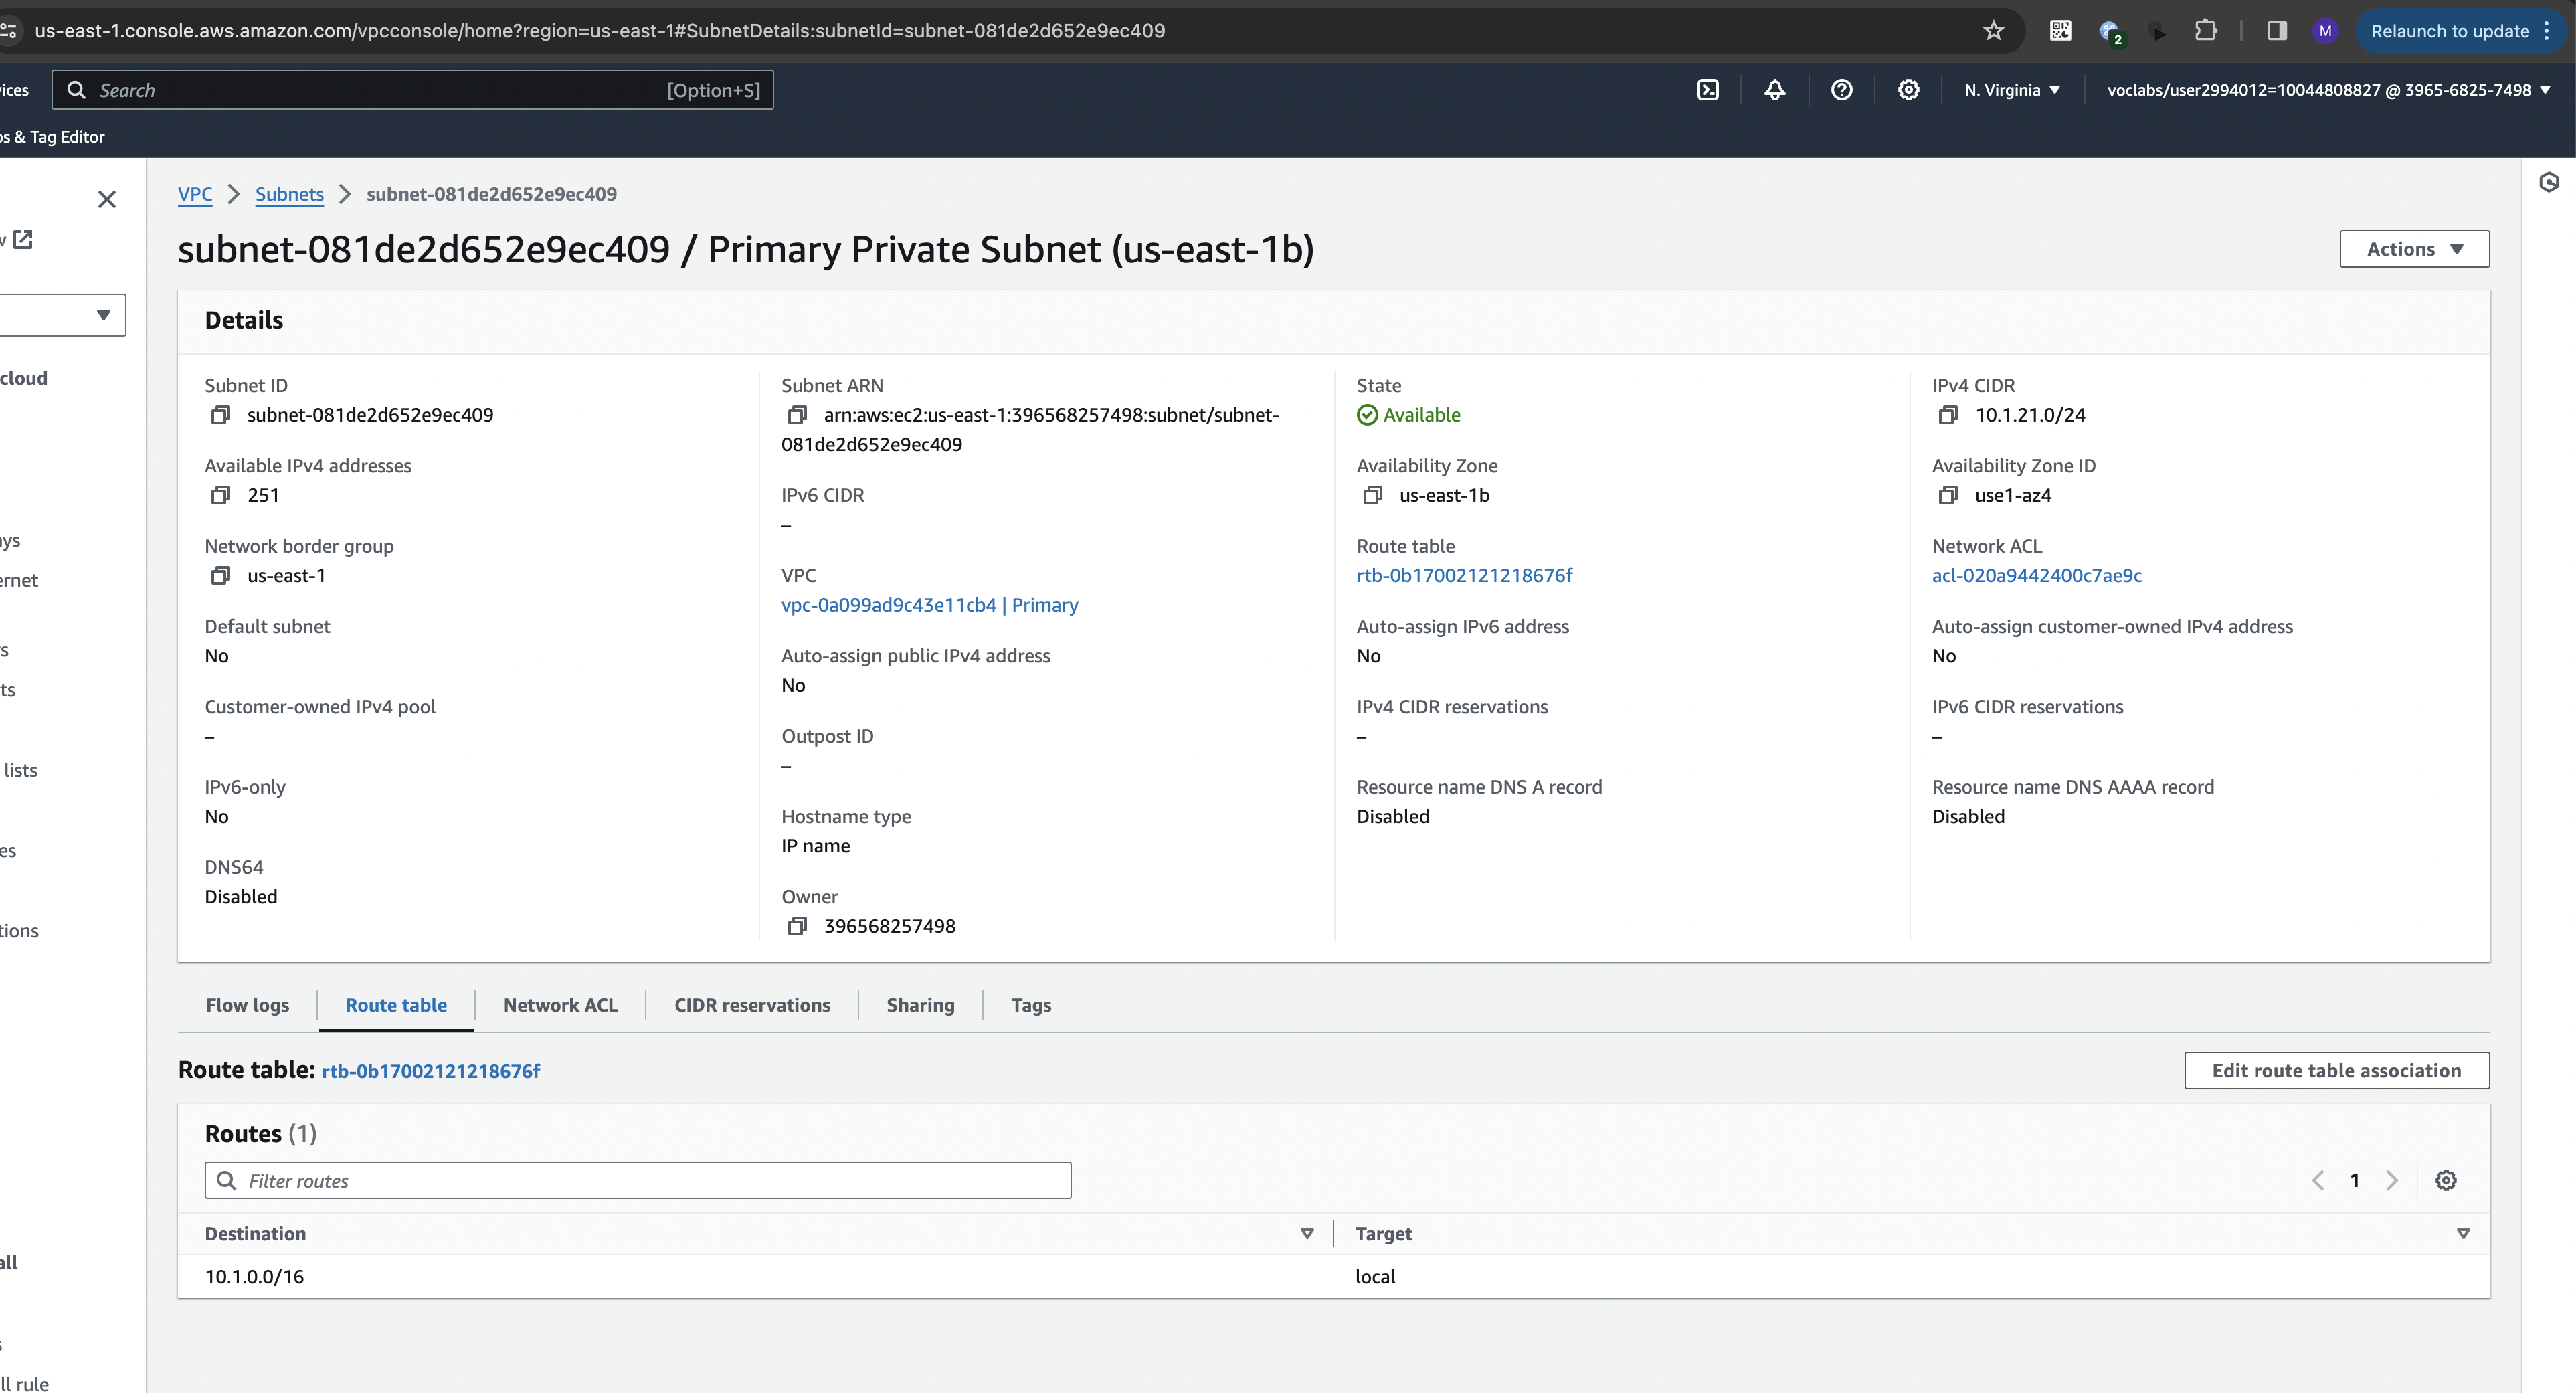 us-east-1.console.aws.amazon.com/vpcconsole/home?region=us-east-1#SubnetDetails:subnetId=subnet-081de2d652e9ec409
2
M
Relaunch to update
ices
Search
[Option+S]
N. Virginia
voclabs/user2994012=10044808827 @ 3965-6825-7498
os & Tag Editor
VPC
Subnets
subnet-081de2d652e9ec409
subnet-081de2d652e9ec409 / Primary Private Subnet (us-east-1b)
Actions
Details
Subnet ID
subnet-081de2d652e9ec409
Available IPv4 addresses
251
Network border group
us-east-1
Default subnet
No
Customer-owned IPv4 pool
–
IPv6-only
No
DNS64
Disabled
Subnet ARN
arn:aws:ec2:us-east-1:396568257498:subnet/subnet-
081de2d652e9ec409
IPv6 CIDR
–
VPC
vpc-0a099ad9c43e11cb4 | Primary
Auto-assign public IPv4 address
No
Outpost ID
–
Hostname type
IP name
Owner
396568257498
State
Available
Availability Zone
us-east-1b
Route table
rtb-0b17002121218676f
Auto-assign IPv6 address
No
IPv4 CIDR reservations
–
Resource name DNS A record
Disabled
IPv4 CIDR
10.1.21.0/24
Availability Zone ID
use1-az4
Network ACL
acl-020a9442400c7ae9c
Auto-assign customer-owned IPv4 address
No
IPv6 CIDR reservations
–
Resource name DNS AAAA record
Disabled
cloud
ays
ernet
s
ts
lists
es
tions
all
s
ll rule
Flow logs
Route table
Network ACL
CIDR reservations
Sharing
Tags
Route table: rtb-0b17002121218676f
Edit route table association
Routes (1)
Filter routes
1
Destination
Target
10.1.0.0/16
local